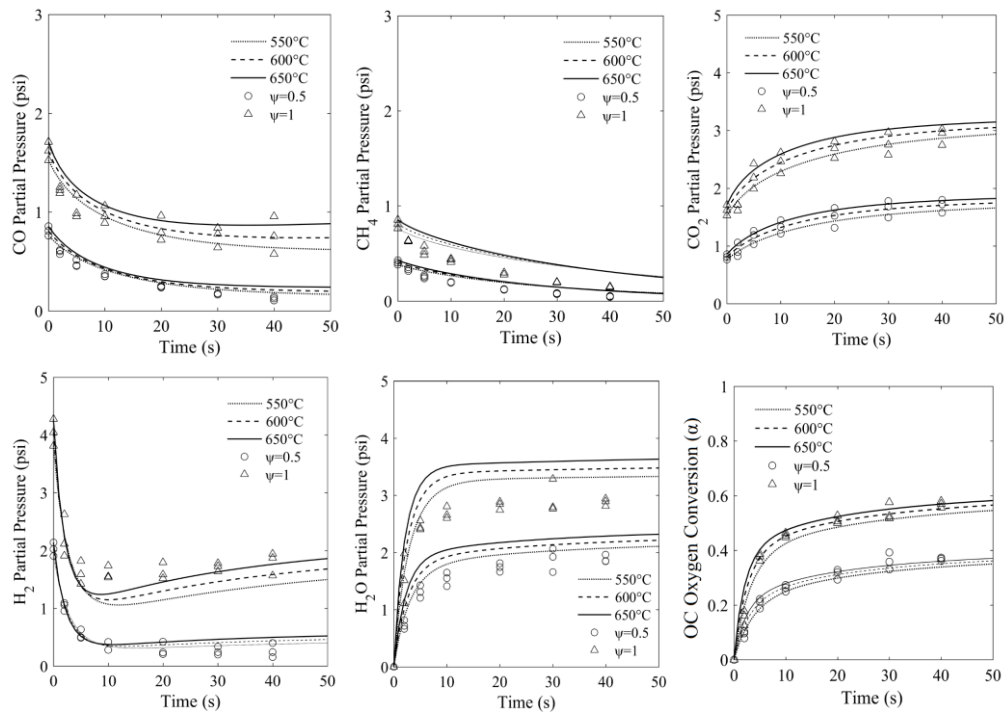 3
2
1
0
0
10
20
30
40
50
CO Partial Pressure (psi)
Time (s)
550°C
600°C
650°C
ψ=0.5
ψ=1
3
2
1
0
0
10
20
30
40
50
CH4 Partial Pressure (psi)
Time (s)
550°C
600°C
650°C
ψ=0.5
ψ=1
5
4
3
2
1
0
0
10
20
30
40
50
CO2 Partial Pressure (psi)
Time (s)
550°C
600°C
650°C
ψ=0.5
ψ=1
5
4
3
2
1
0
0
10
20
30
40
50
H2 Partial Pressure (psi)
Time (s)
550°C
600°C
650°C
ψ=0.5
ψ=1
5
4
3
2
1
0
0
10
20
30
40
50
H2O Partial Pressure (psi)
Time (s)
550°C
600°C
650°C
ψ=0.5
ψ=1
1
0.8
0.6
0.4
0.2
0
0
10
20
30
40
50
OC Oxygen Conversion (α)
Time (s)
550°C
600°C
650°C
ψ=0.5
ψ=1